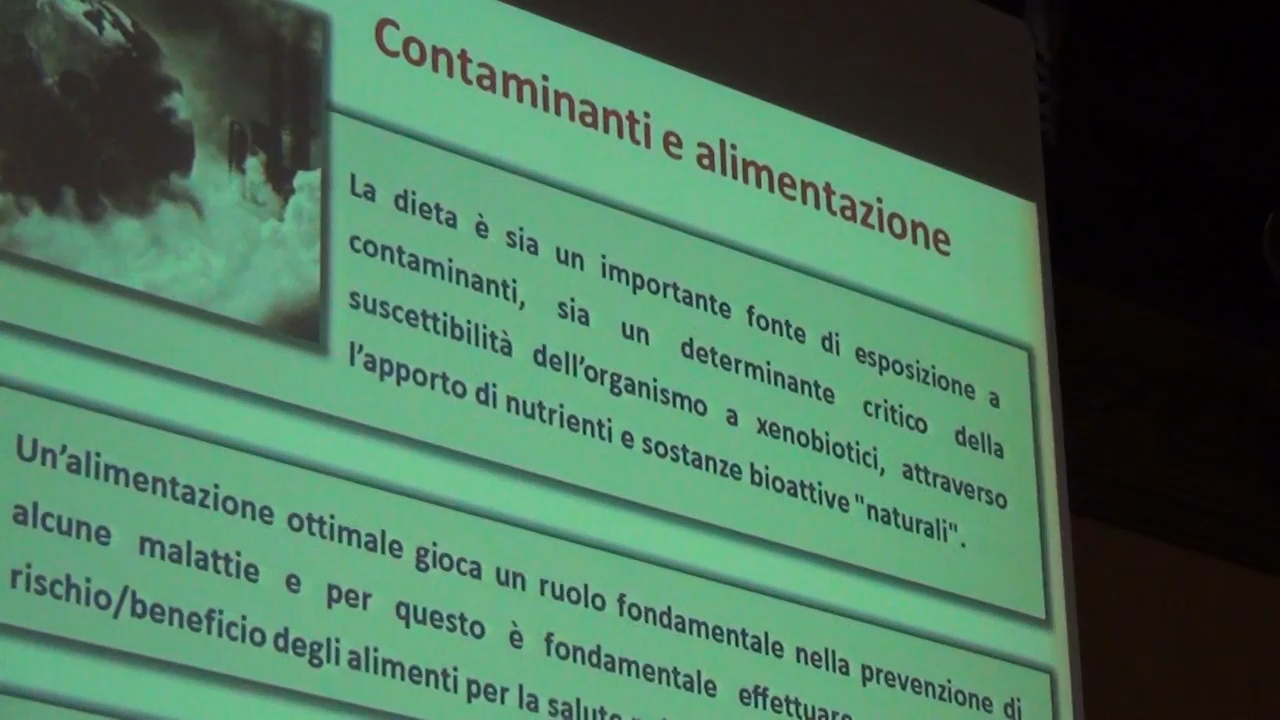 Contaminanti e alimentazione
La dieta è sia un importante fonte di esposizione a
contaminanti, sia un determinante critico della
suscettibilità dell'organismo a xenobiotici, attraverso
l'apporto di nutrienti e sostanze bioattive "naturali".
Un'alimentazione ottimale gioca un ruolo fondamentale nella prevenzione di
alcune malattie e per questo è fondamentale effettuare
rischio/beneficio degli alimenti per la salute